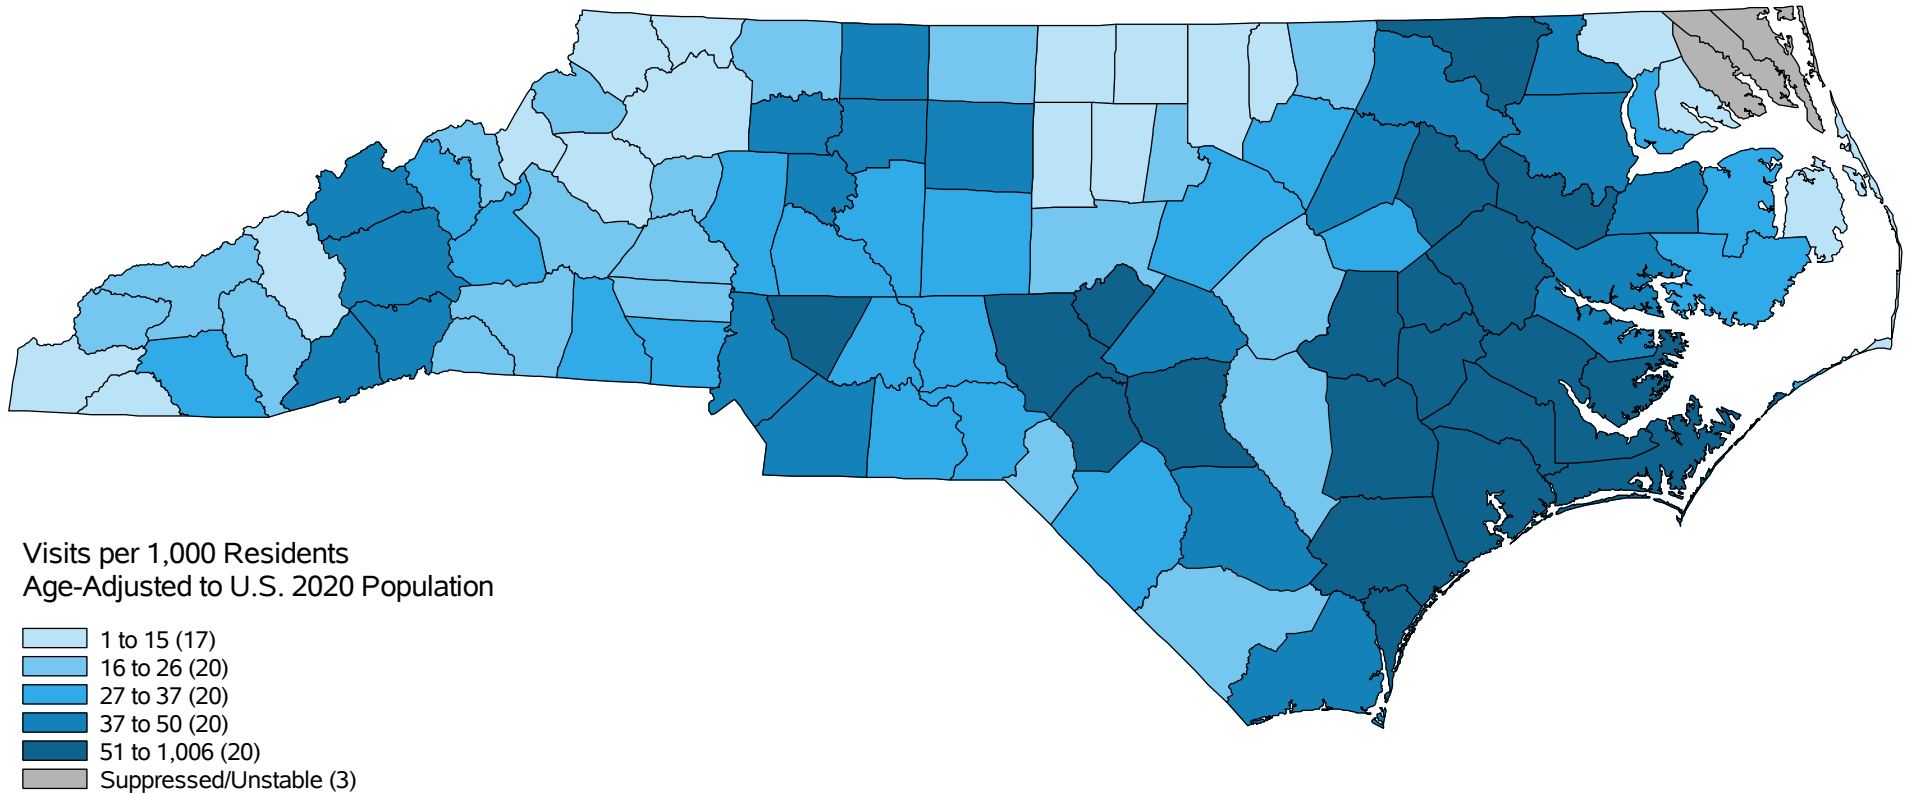 Visits per 1,000 Residents
Age-Adjusted to U.S. 2020 Population
1 to 15 (17)
16 to 26 (20)
27 to 37 (20)
37 to 50 (20)
51 to 1,006 (20)
Suppressed/Unstable (3)